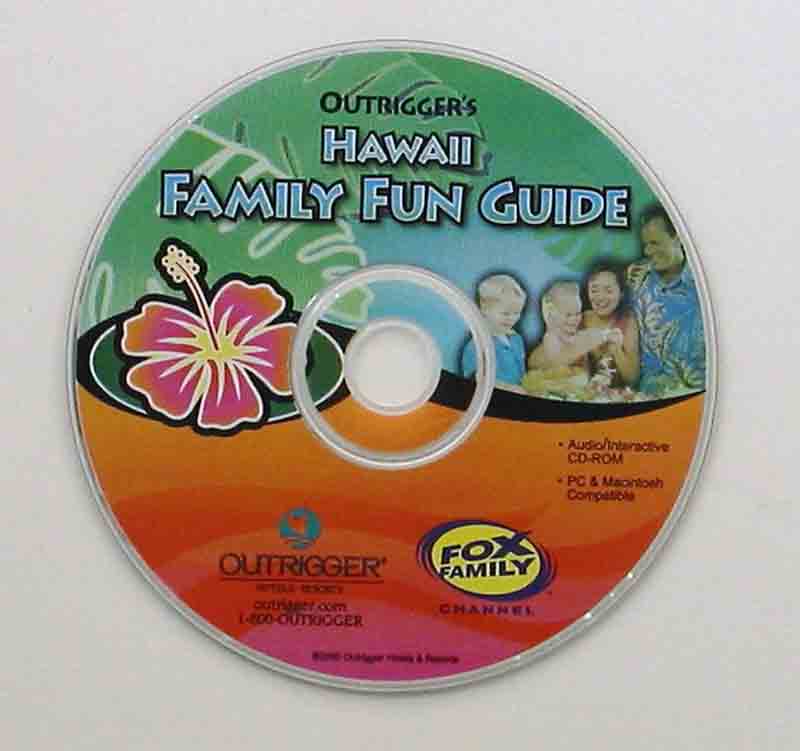 OUTRIGGER'S
HAWAII
FAMILY FUN GUIDE
• Audio/Interactive
CD-ROM
• PC & Macintosh
Compatible
OUTRIGGER®
HOTELS RESORTS
outrigger.com
1-800-OUTRIGGER
FOX
FAMILY
CHANNEL
Outrigger Hotels & Resorts